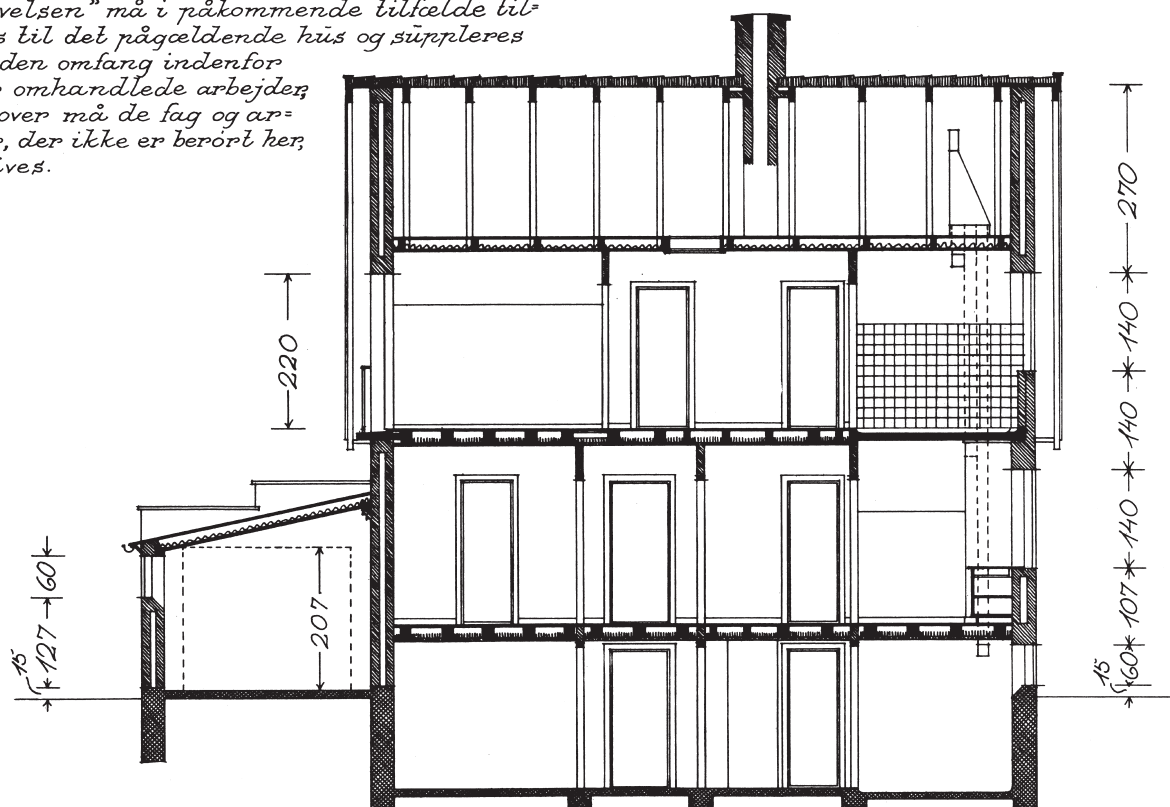 velsen" må i påkommende tilfælde til=
s til det pågældende hus og suppleres
den omfang indenfor
omhandlede arbejder,
over må de fag og ar=
, der ikke er berørt her,
ves.
270
140
220
140
140
60
107
207
127
15
60
15